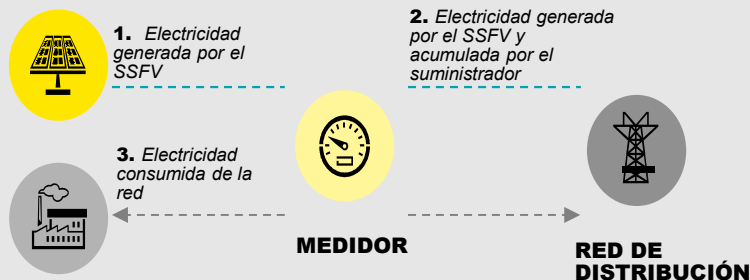 1. Electricidad
generada por el
SSFV
2. Electricidad generada
por el SSFV y
acumulada por el
suministrador
3. Electricidad
consumida de la
red
MEDIDOR
RED DE
DISTRIBUCIÓN